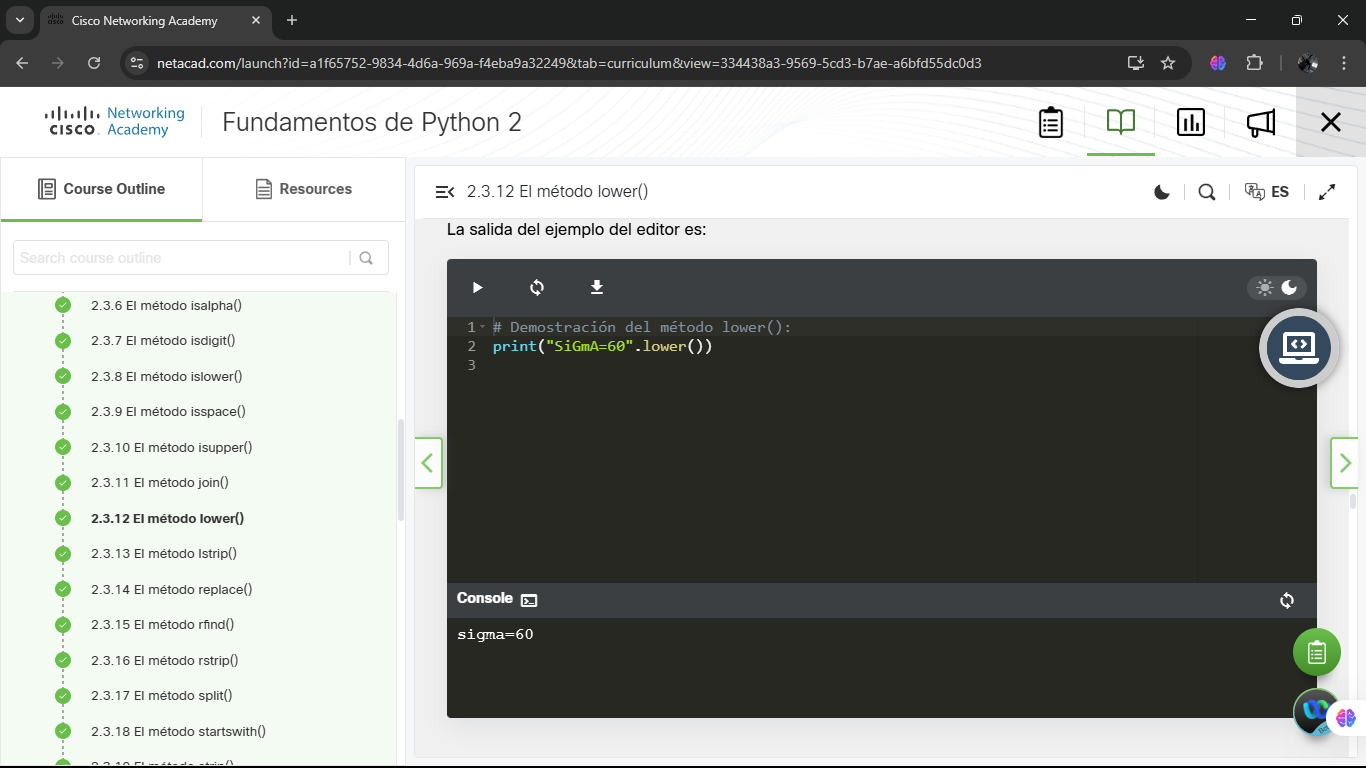 Cisco Networking Academy
netacad.com/launch?id=a1f65752-9834-4d6a-969a-f4eba9a32249&tab=curriculum&view=334438a3-9569-5cd3-b7ae-a6bfd55dc0d3
CISCO Networking Academy
Fundamentos de Python 2
Course Outline
Resources
Search course outline
2.3.6 El método isalpha()
2.3.7 El método isdigit()
2.3.8 El método islower()
2.3.9 El método isspace()
2.3.10 El método isupper()
2.3.11 El método join()
2.3.12 El método lower()
2.3.13 El método lstrip()
2.3.14 El método replace()
2.3.15 El método rfind()
2.3.16 El método rstrip()
2.3.17 El método split()
2.3.18 El método startswith()
2.3.12 El método lower()
ES
La salida del ejemplo del editor es:
1 # Demostración del método lower():
2 print("SiGmA=60".lower())
3
Console
sigma=60